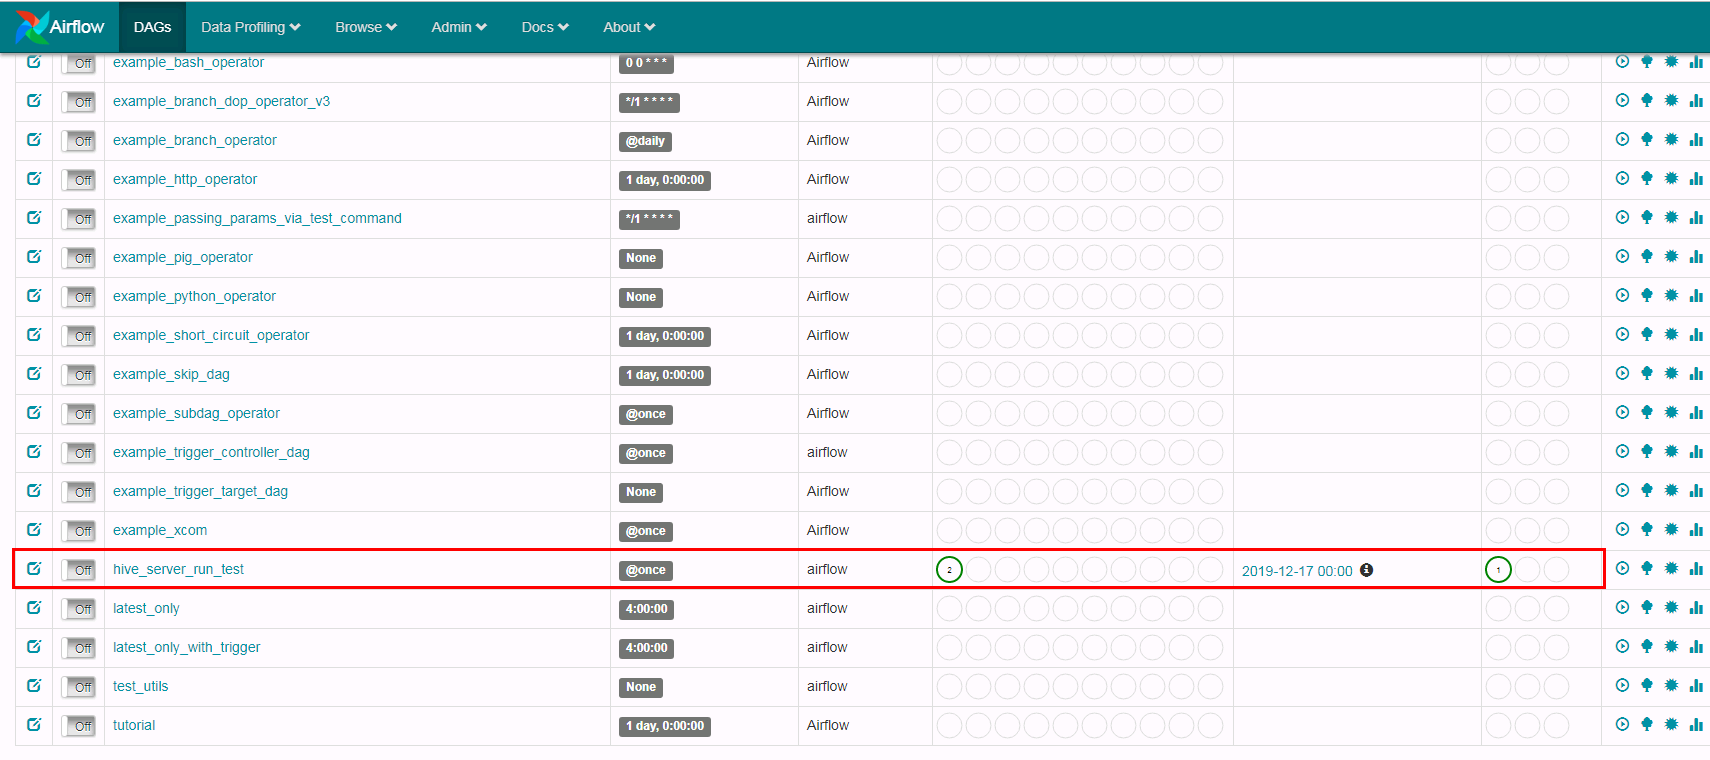 Airflow DAGs Data Profiling Browse Admin Docs About
Off example_bash_operator 0 0 * * * Airflow
Off example_branch_dop_operator_v3 */1 * * * * Airflow
Off example_branch_operator @daily Airflow
Off example_http_operator 1 day, 0:00:00 Airflow
Off example_passing_params_via_test_command */1 * * * * airflow
Off example_pig_operator None Airflow
Off example_python_operator None Airflow
Off example_short_circuit_operator 1 day, 0:00:00 Airflow
Off example_skip_dag 1 day, 0:00:00 Airflow
Off example_subdag_operator @once Airflow
Off example_trigger_controller_dag @once airflow
Off example_trigger_target_dag None Airflow
Off example_xcom @once Airflow
Off hive_server_run_test @once airflow 2 2019-12-17 00:00 1
Off latest_only 4:00:00 airflow
Off latest_only_with_trigger 4:00:00 airflow
Off test_utils None airflow
Off tutorial 1 day, 0:00:00 Airflow